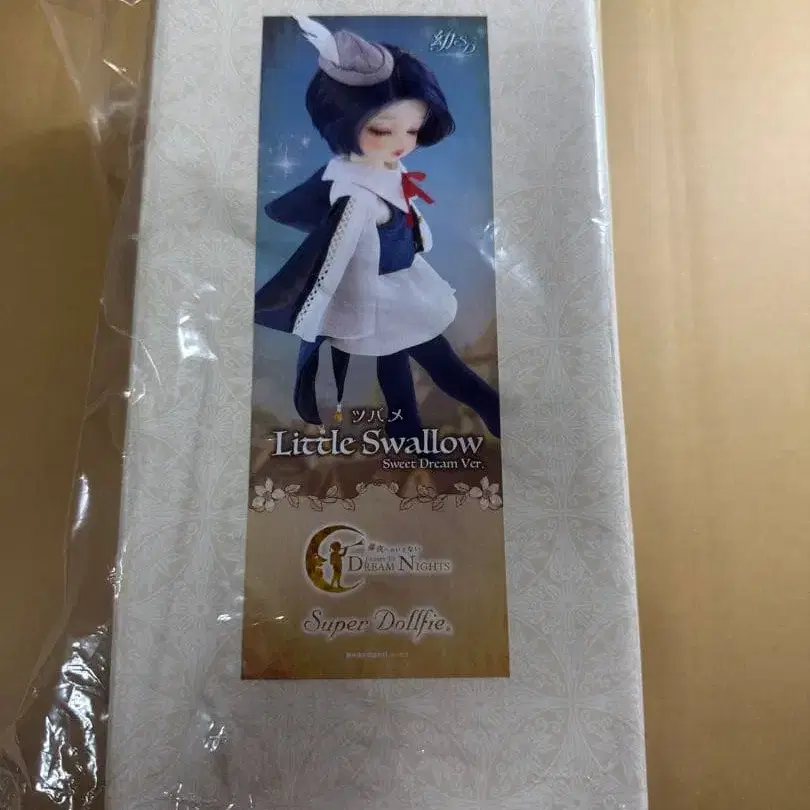 幼SD
ツバメ
Little Swallow
Sweet Dream Ver.
DREAM NIGHTS
Super Dollfie®